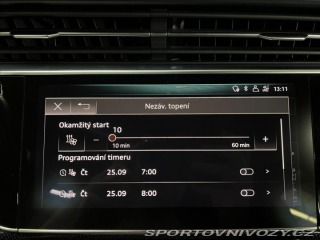 13:11
Nezáv. topení
Okamžitý start
10
− +
10 min 60 min
Programování timeru
Čt 25.09 7:00
Čt 25.09 8:00
SPORTOVNIVOZY.CZ